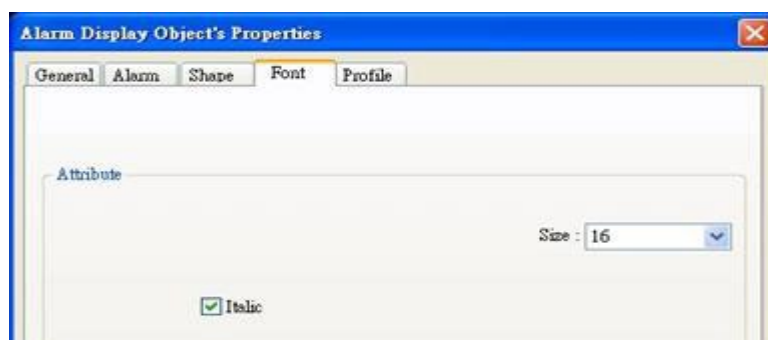 Alarm Display Object's Properties
General Alarm Shape Font Profile
Attribute
Size : 16
Italic